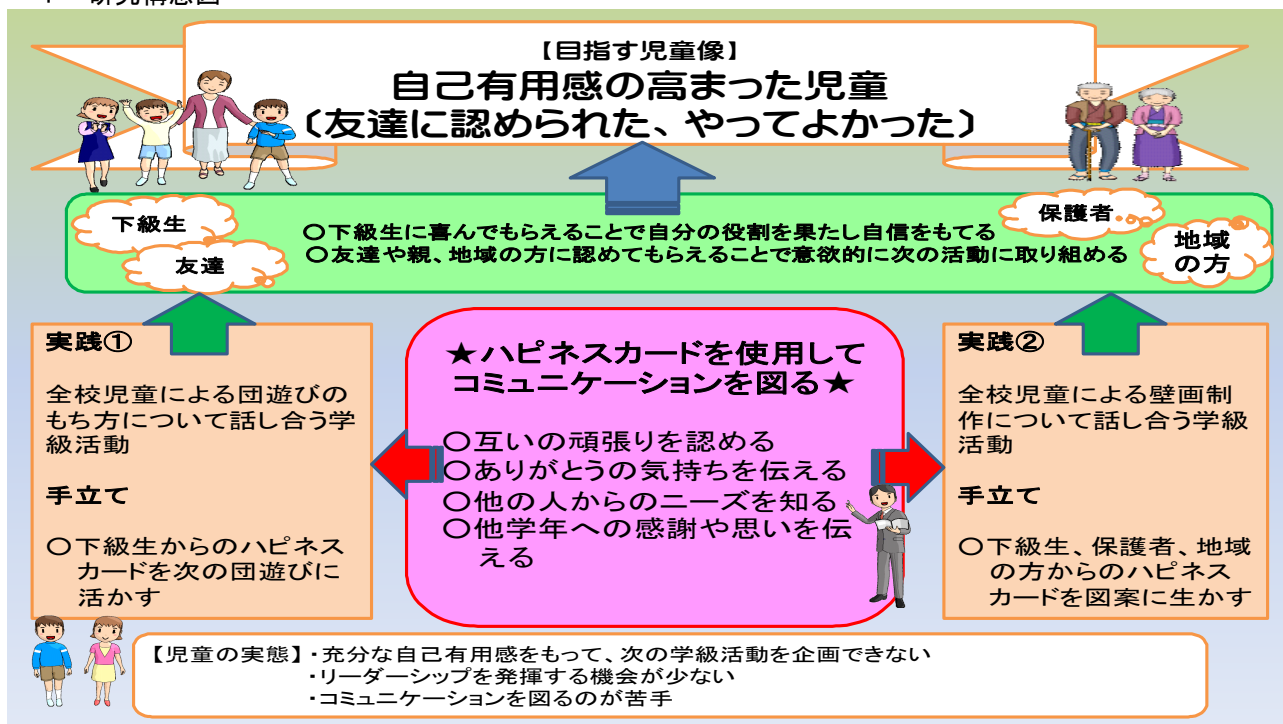 【目指す児童像】
自己有用感の高まった児童
（友達に認められた、やってよかった）
下級生
友達
保護者
地域
の方
○下級生に喜んでもらえることで自分の役割を果たし自信をもてる
○友達や親、地域の方に認めてもらえることで意欲的に次の活動に取り組める
実践①
全校児童による団遊びの
もち方について話し合う学
級活動
手立て
○下級生からのハピネス
カードを次の団遊びに
活かす
★ハピネスカードを使用して
コミュニケーションを図る★
○互いの頑張りを認める
○ありがとうの気持ちを伝える
○他の人からのニーズを知る
○他学年への感謝や思いを伝
える
実践②
全校児童による壁画制
作について話し合う学級
活動
手立て
○下級生、保護者、地域
の方からのハピネス
カードを図案に生かす
【児童の実態】・充分な自己有用感をもって、次の学級活動を企画できない
・リーダーシップを発揮する機会が少ない
・コミュニケーションを図るのが苦手